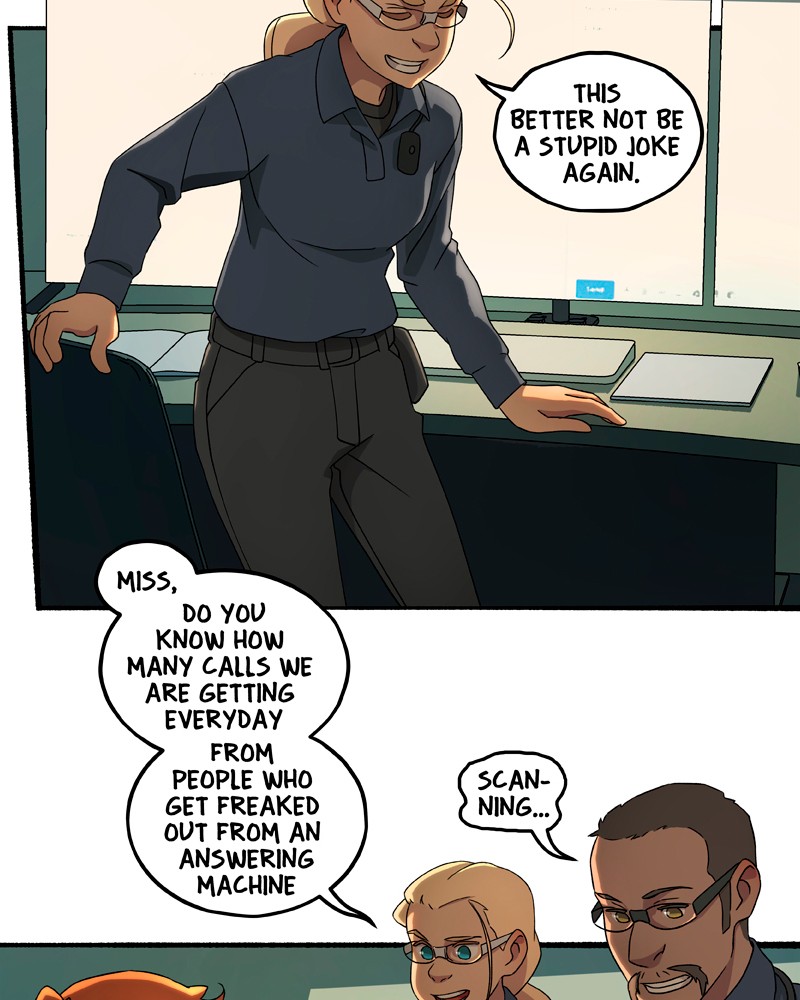 THIS
BETTER NOT BE
A STUPID JOKE
AGAIN.
MISS,
DO YOU
KNOW HOW
MANY CALLS WE
ARE GETTING
EVERYDAY
FROM
PEOPLE WHO
GET FREAKED
OUT FROM AN
ANSWERING
MACHINE
SCAN-
NING...